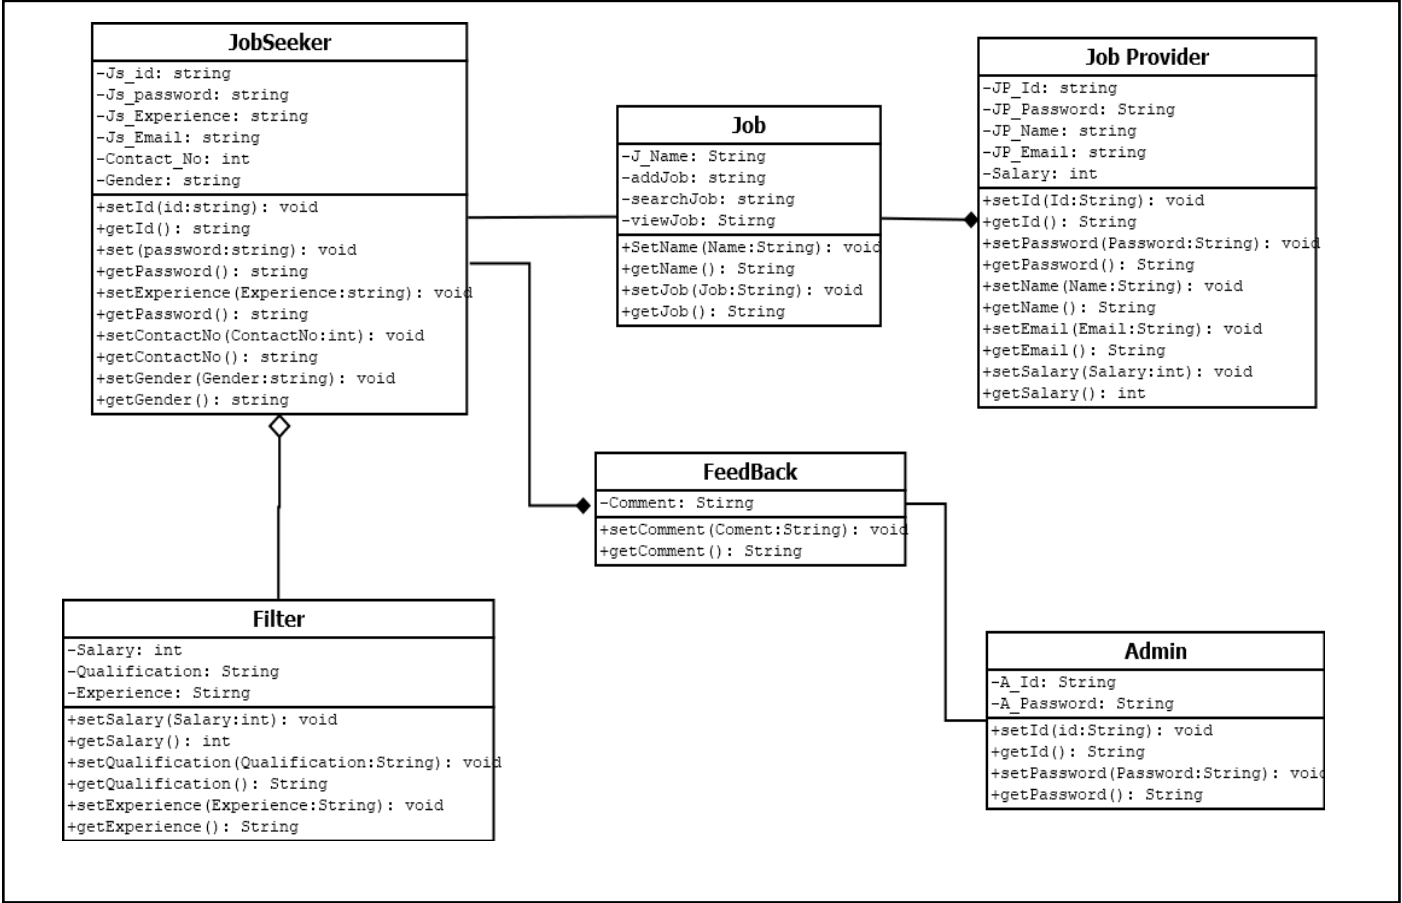 JobSeeker
-Js_id: string
-Js_password: string
-Js_Experience: string
-Js_Email: string
-Contact_No: int
-Gender: string
+setId(id:string): void
+getId(): string
+set(password:string): void
+getPassword(): string
+setExperience(Experience:string): void
+getPassword(): string
+setContactNo(ContactNo:int): void
+getContactNo(): string
+setGender(Gender:string): void
+getGender(): string
Job
-J_Name: String
-addJob: string
-searchJob: string
-viewJob: Stirng
+SetName(Name:String): void
+getName(): String
+setJob(Job:String): void
+getJob(): String
Job Provider
-JP_Id: string
-JP_Password: String
-JP_Name: string
-JP_Email: string
-Salary: int
+setId(Id:String): void
+getId(): String
+setPassword(Password:String): void
+getPassword(): String
+setName(Name:String): void
+getName(): String
+setEmail(Email:String): void
+getEmail(): String
+setSalary(Salary:int): void
+getSalary(): int
FeedBack
-Comment: Stirng
+setComment(Coment:String): void
+getComment(): String
Filter
-Salary: int
-Qualification: String
-Experience: Stirng
+setSalary(Salary:int): void
+getSalary(): int
+setQualification(Qualification:String): void
+getQualification(): String
+setExperience(Experience:String): void
+getExperience(): String
Admin
-A_Id: String
-A_Password: String
+setId(id:String): void
+getId(): String
+setPassword(Password:String): void
+getPassword(): String